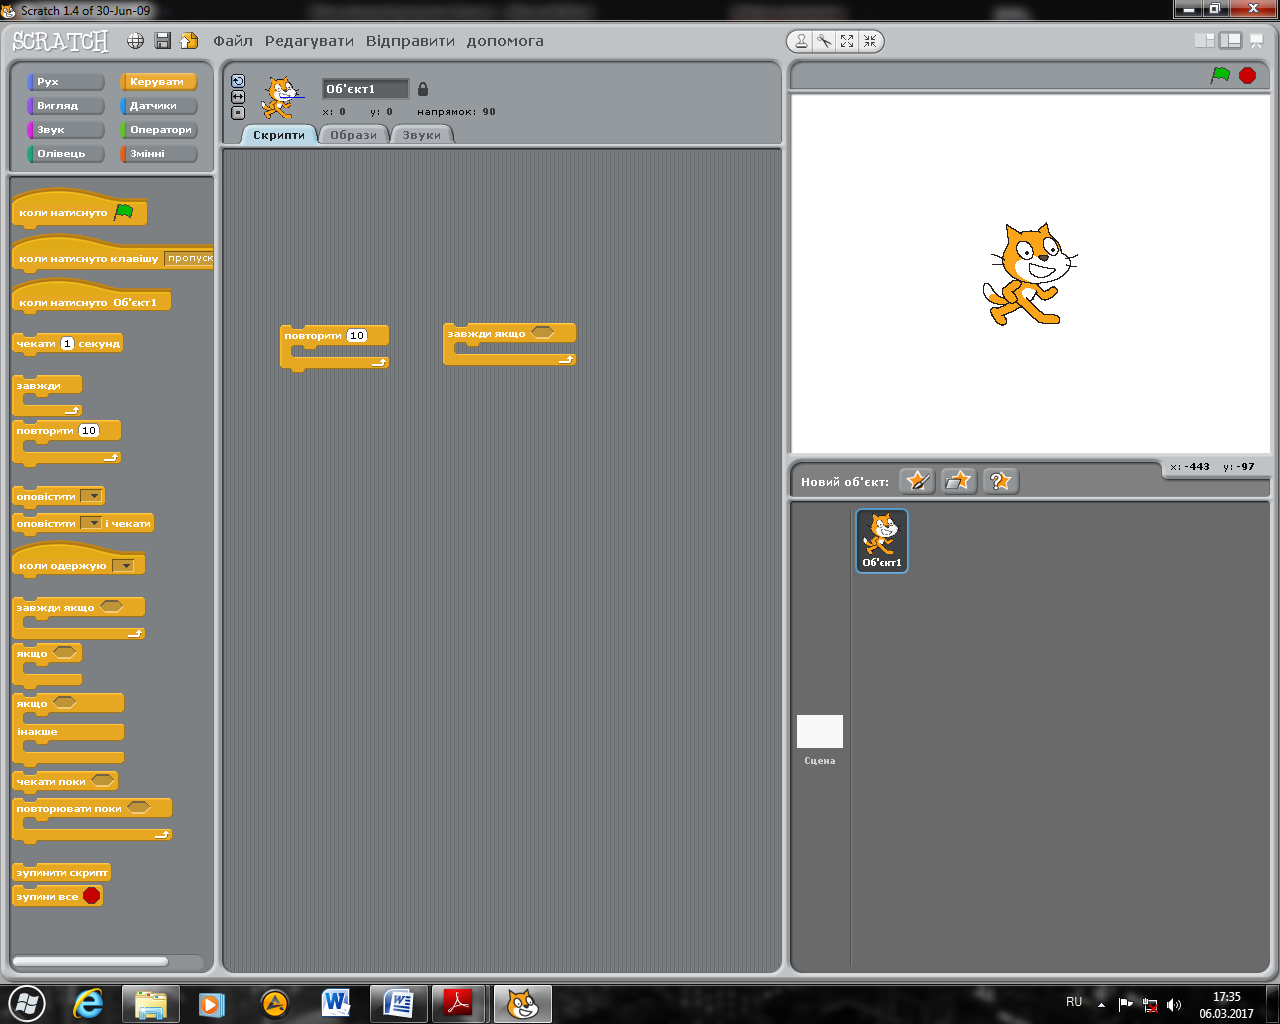 Scratch 1.4 of 30-Jun-09
SCRATCH
Файл Редагувати Відправити допомога
Рух Керувати
Вигляд Датчики
Звук Оператори
Олівець Змінні
коли натиснуто
коли натиснуто клавішу пропуск
коли натиснуто Об'єкт1
чекати 1 секунд
завжди
повторити 10
оповістити
оповістити і чекати
коли одержую
завжди якщо
якщо
якщо
інакше
чекати поки
повторювати поки
зупинити скрипт
зупини все
Об'єкт1
x: 0 y: 0 напрямок: 90
Скрипти Образи Звуки
повторити 10
завжди якщо
x: -443 y: -97
Новий об'єкт:
Об'єкт1
Сцена
RU
17:35
06.03.2017